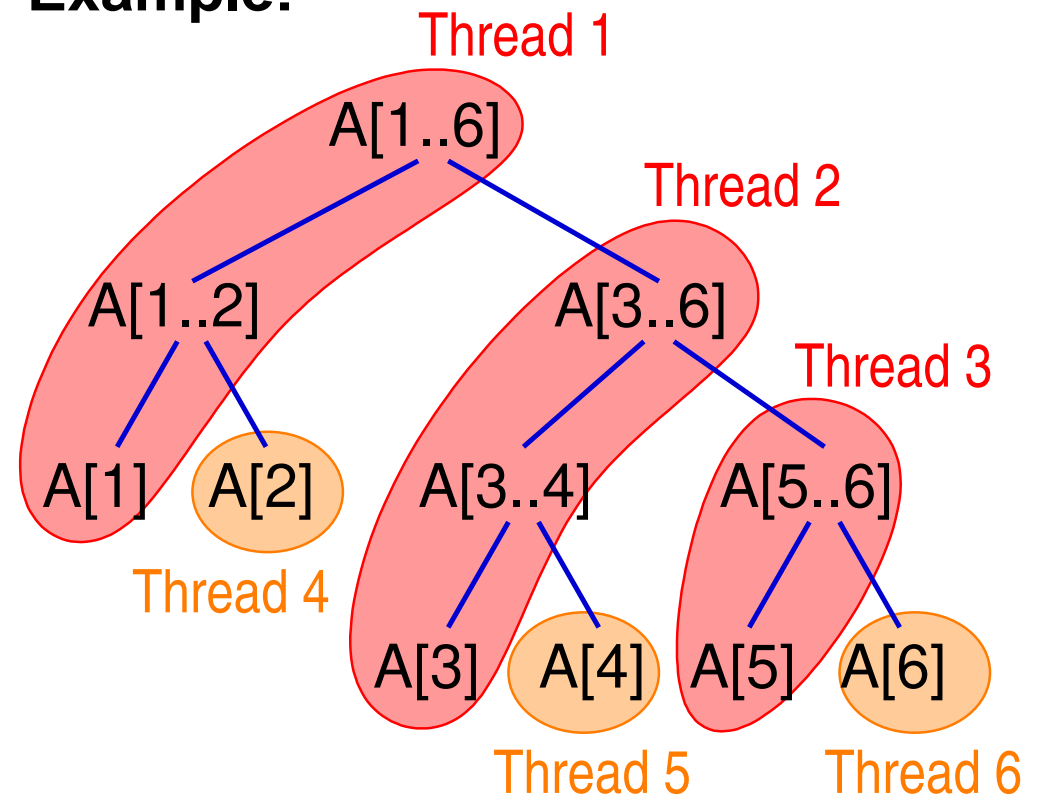 Example:
Thread 1
A[1..6]
Thread 2
A[1..2]
A[3..6]
Thread 3
A[1]
A[2]
A[3..4]
A[5..6]
Thread 4
A[3]
A[4]
A[5]
A[6]
Thread 5
Thread 6